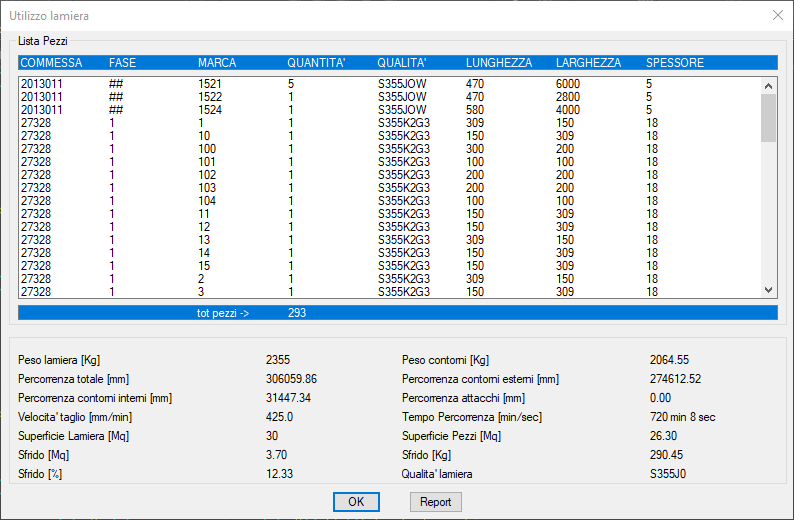 Utilizzo lamiera
Lista Pezzi
COMMESSA FASE MARCA QUANTITA' QUALITA' LUNGHEZZA LARGHEZZA SPESSORE
2013011 ## 1521 5 S355JOW 470 6000 5
2013011 ## 1522 1 S355JOW 470 2800 5
2013011 ## 1524 1 S355JOW 580 4000 5
27328 1 1 1 S355K2G3 309 150 18
27328 1 10 1 S355K2G3 150 309 18
27328 1 100 1 S355K2G3 300 200 18
27328 1 101 1 S355K2G3 100 100 18
27328 1 102 1 S355K2G3 200 200 18
27328 1 103 1 S355K2G3 200 200 18
27328 1 104 1 S355K2G3 100 100 18
27328 1 11 1 S355K2G3 150 309 18
27328 1 12 1 S355K2G3 150 309 18
27328 1 13 1 S355K2G3 309 150 18
27328 1 14 1 S355K2G3 150 309 18
27328 1 15 1 S355K2G3 150 309 18
27328 1 2 1 S355K2G3 309 150 18
27328 1 3 1 S355K2G3 150 309 18
tot pezzi -> 293
Peso lamiera [Kg] 2355 Peso contorni [Kg] 2064.55
Percorrenza totale [mm] 306059.86 Percorrenza contorni esterni [mm] 274612.52
Percorrenza contorni interni [mm] 31447.34 Percorrenza attacchi [mm] 0.00
Velocita' taglio [mm/min] 425.0 Tempo Percorrenza [min/sec] 720 min 8 sec
Superficie Lamiera [Mq] 30 Superficie Pezzi [Mq] 26.30
Sfrido [Mq] 3.70 Sfrido [Kg] 290.45
Sfrido [%] 12.33 Qualita' lamiera S355J0
OK Report